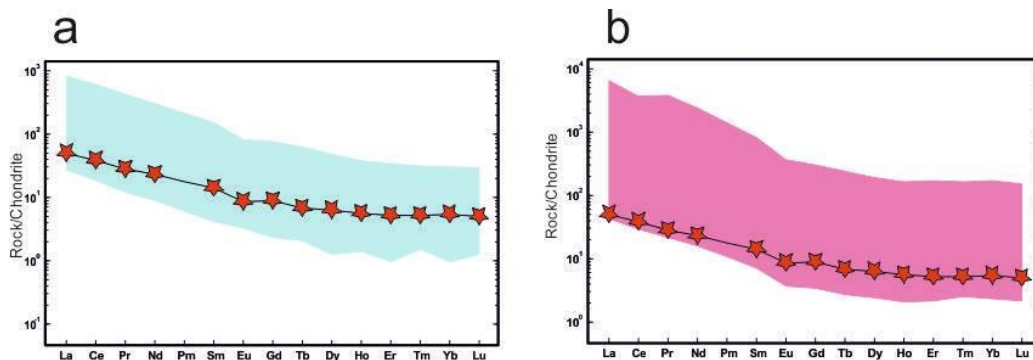 a
b
Rock/Chondrite
10³
10²
10¹
10⁰
10⁻¹
La Ce Pr Nd Pm Sm Eu Gd Tb Dy Ho Er Tm Yb Lu
Rock/Chondrite
10⁴
10³
10²
10¹
10⁰
La Ce Pr Nd Pm Sm Eu Gd Tb Dy Ho Er Tm Yb Lu